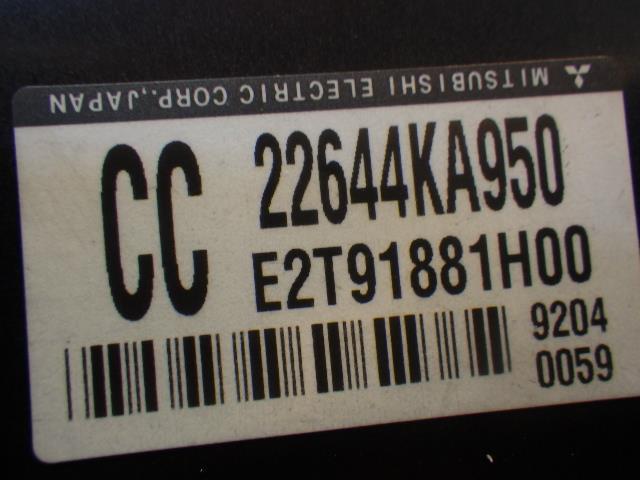 MITSUBISHI ELECTRIC CORP.,JAPAN
CC 22644KA950
E2T91881H00
9204
0059